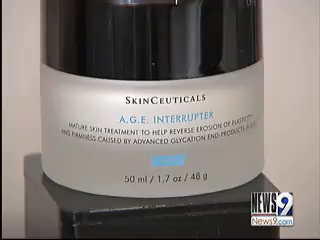 SKINCEUTICALS
A.G.E. INTERRUPTER
MATURE SKIN TREATMENT TO HELP REVERSE EROSION OF ELASTICITY
AND FIRMNESS CAUSED BY ADVANCED GLYCATION END-PRODUCTS
50 ml / 1.7 oz / 48 g
NEWS 9
News9.com